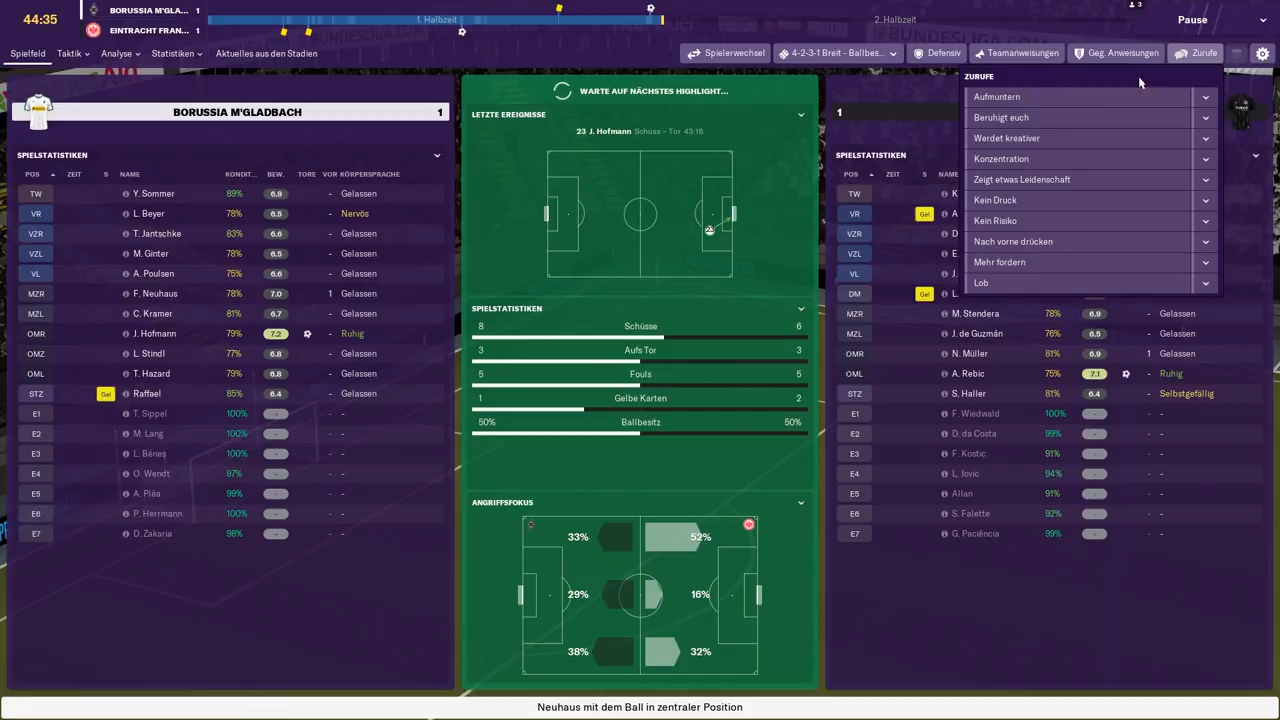 44:35
BORUSSIA M'GLA... 1
EINTRACHT FRAN... 1
1. Halbzeit
2. Halbzeit
3
Pause
Spielfeld
Taktik
Analyse
Statistiken
Aktuelles aus den Stadien
Spielerwechsel
4-2-3-1 Breit - Ballbes...
Defensiv
Teamanweisungen
Geg. Anweisungen
Zurufe
ZURUFE
Aufmuntern
Beruhigt euch
Werdet kreativer
Konzentration
Zeigt etwas Leidenschaft
Kein Druck
Kein Risiko
Nach vorne drücken
Mehr fordern
Lob
BORUSSIA M'GLADBACH 1
SPIELSTATISTIKEN
POS ZEIT S NAME KONDIT... BEW. TORE VOR KÖRPERSPRACHE
TW Y. Sommer 89% 6.9 - - Gelassen
VR L. Beyer 78% 6.5 - - Nervös
VZR T. Jantschke 83% 6.6 - - Gelassen
VZL M. Ginter 78% 6.5 - - Gelassen
VL A. Poulsen 75% 6.6 - - Gelassen
MZR F. Neuhaus 78% 7.0 - 1 Gelassen
MZL C. Kramer 81% 6.7 - - Gelassen
OMR J. Hofmann 79% 7.2 - Ruhig
OMZ L. Stindl 77% 6.8 - - Gelassen
OML T. Hazard 79% 6.8 - - Gelassen
STZ Gel Raffael 85% 6.4 - - Gelassen
E1 T. Sippel 100% - - - -
E2 M. Lang 100% - - - -
E3 L. Bénes 100% - - - -
E4 O. Wendt 97% - - - -
E5 A. Pléa 99% - - - -
E6 P. Herrmann 100% - - - -
E7 D. Zakaria 98% - - - -
WARTE AUF NÄCHSTES HIGHLIGHT...
LETZTE EREIGNISSE
23 J. Hofmann Schuss - Tor 43:18
23
SPIELSTATISTIKEN
8 Schüsse 6
3 Aufs Tor 3
5 Fouls 5
1 Gelbe Karten 2
50% Ballbesitz 50%
ANGRIFFSFOKUS
33% 52%
29% 16%
38% 32%
1
SPIELSTATISTIKEN
POS ZEIT S NAME
TW K
VR Gel A
VZR D
VZL E.
VL J.
DM Gel L.
MZL M. Stendera 78% 6.9 - - Gelassen
MZR J. de Guzmán 76% 6.5 - - Gelassen
OMR N. Müller 81% 6.9 - 1 Gelassen
OML A. Rebic 75% 7.1 - Ruhig
STZ S. Haller 81% 6.4 - - Selbstgefällig
E1 F. Wiedwald 100% - - - -
E2 D. da Costa 99% - - - -
E3 F. Kostic 91% - - - -
E4 L. Jovic 94% - - - -
E5 Allan 91% - - - -
E6 S. Falette 92% - - - -
E7 G. Paciência 99% - - - -
Neuhaus mit dem Ball in zentraler Position